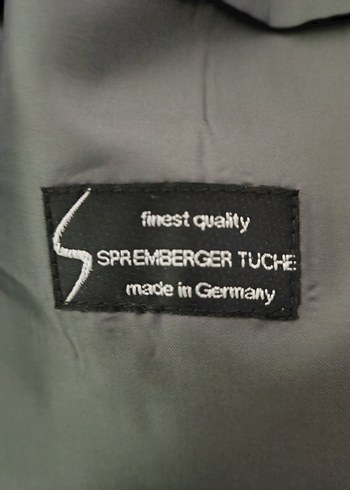 finest quality
SPREMBERGER TUCHE
made in Germany